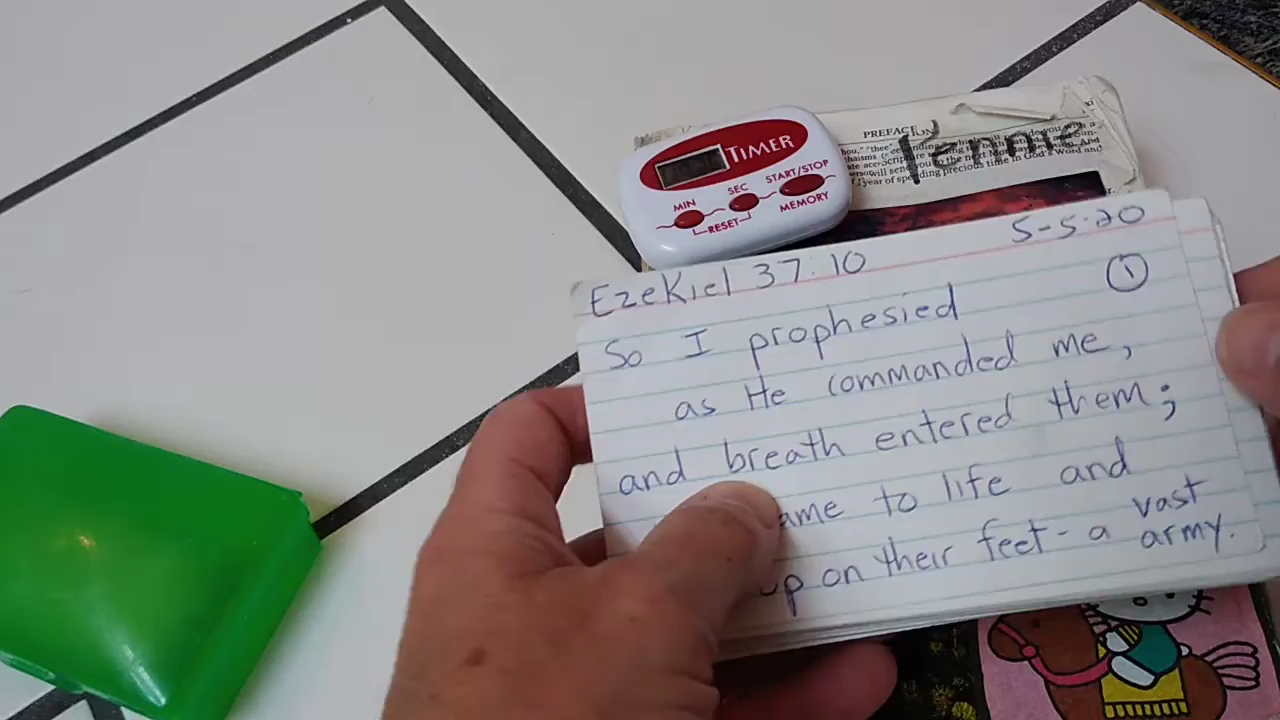 PREFACE
Kennie
TIMER
MIN
SEC
START/STOP
RESET
MEMORY
5-5-20
Ezekiel 37:10
1
So I prophesied
as He commanded me,
and breath entered them;
ame to life and
up on their feet - a vast
army.